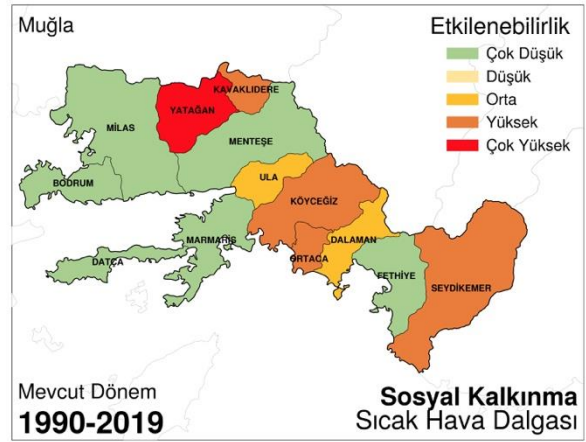 Muğla
Etkilenebilirlik
Çok Düşük
Düşük
Orta
Yüksek
Çok Yüksek
KAVAKLIDERE
YATAĞAN
MİLAS
MENTEŞE
BODRUM
ULA
KÖYCEĞİZ
MARMARİS
DALAMAN
DATÇA
ORTACA
FETHİYE
SEYDİKEMER
Mevcut Dönem
1990-2019
Sosyal Kalkınma
Sıcak Hava Dalgası